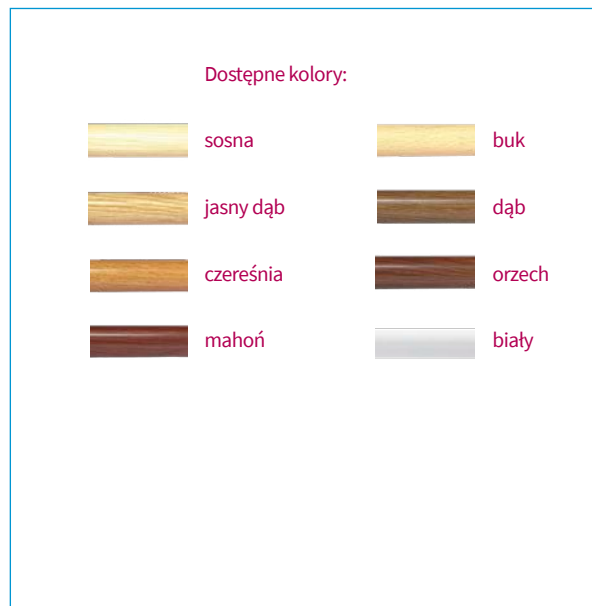 Dostępne kolory:
sosna
buk
jasny dąb
dąb
czereśnia
orzech
mahoń
biały